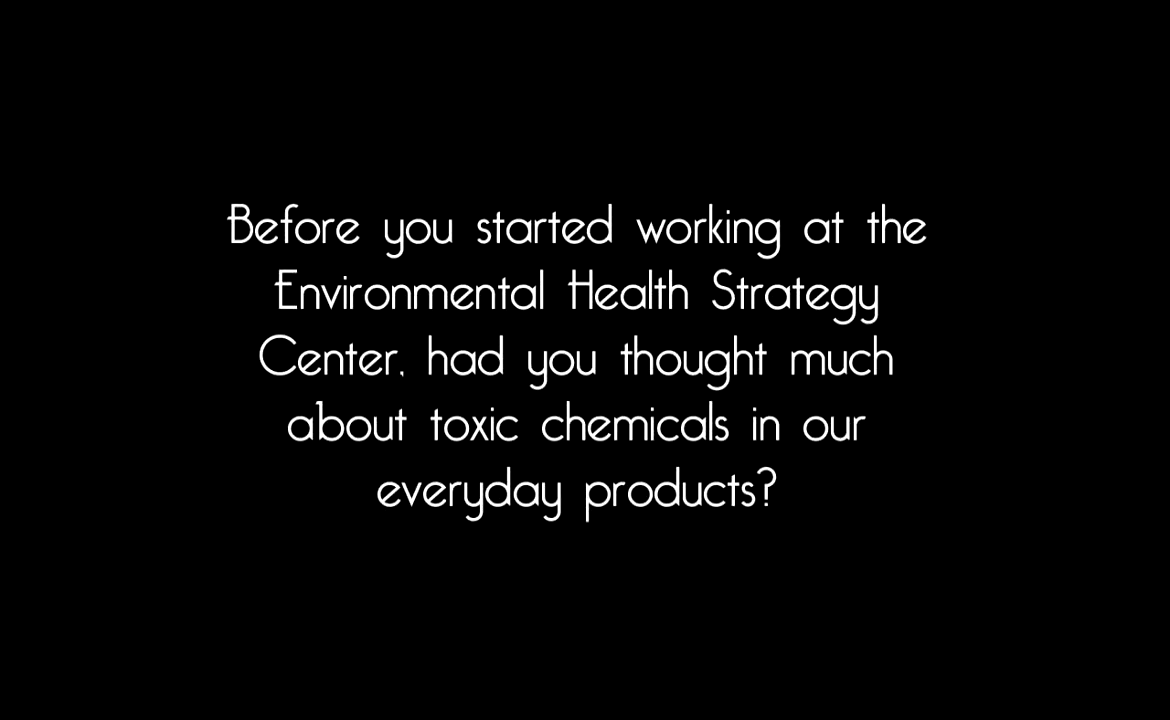 Before you started working at the
Environmental Health Strategy
Center, had you thought much
about toxic chemicals in our
everyday products?